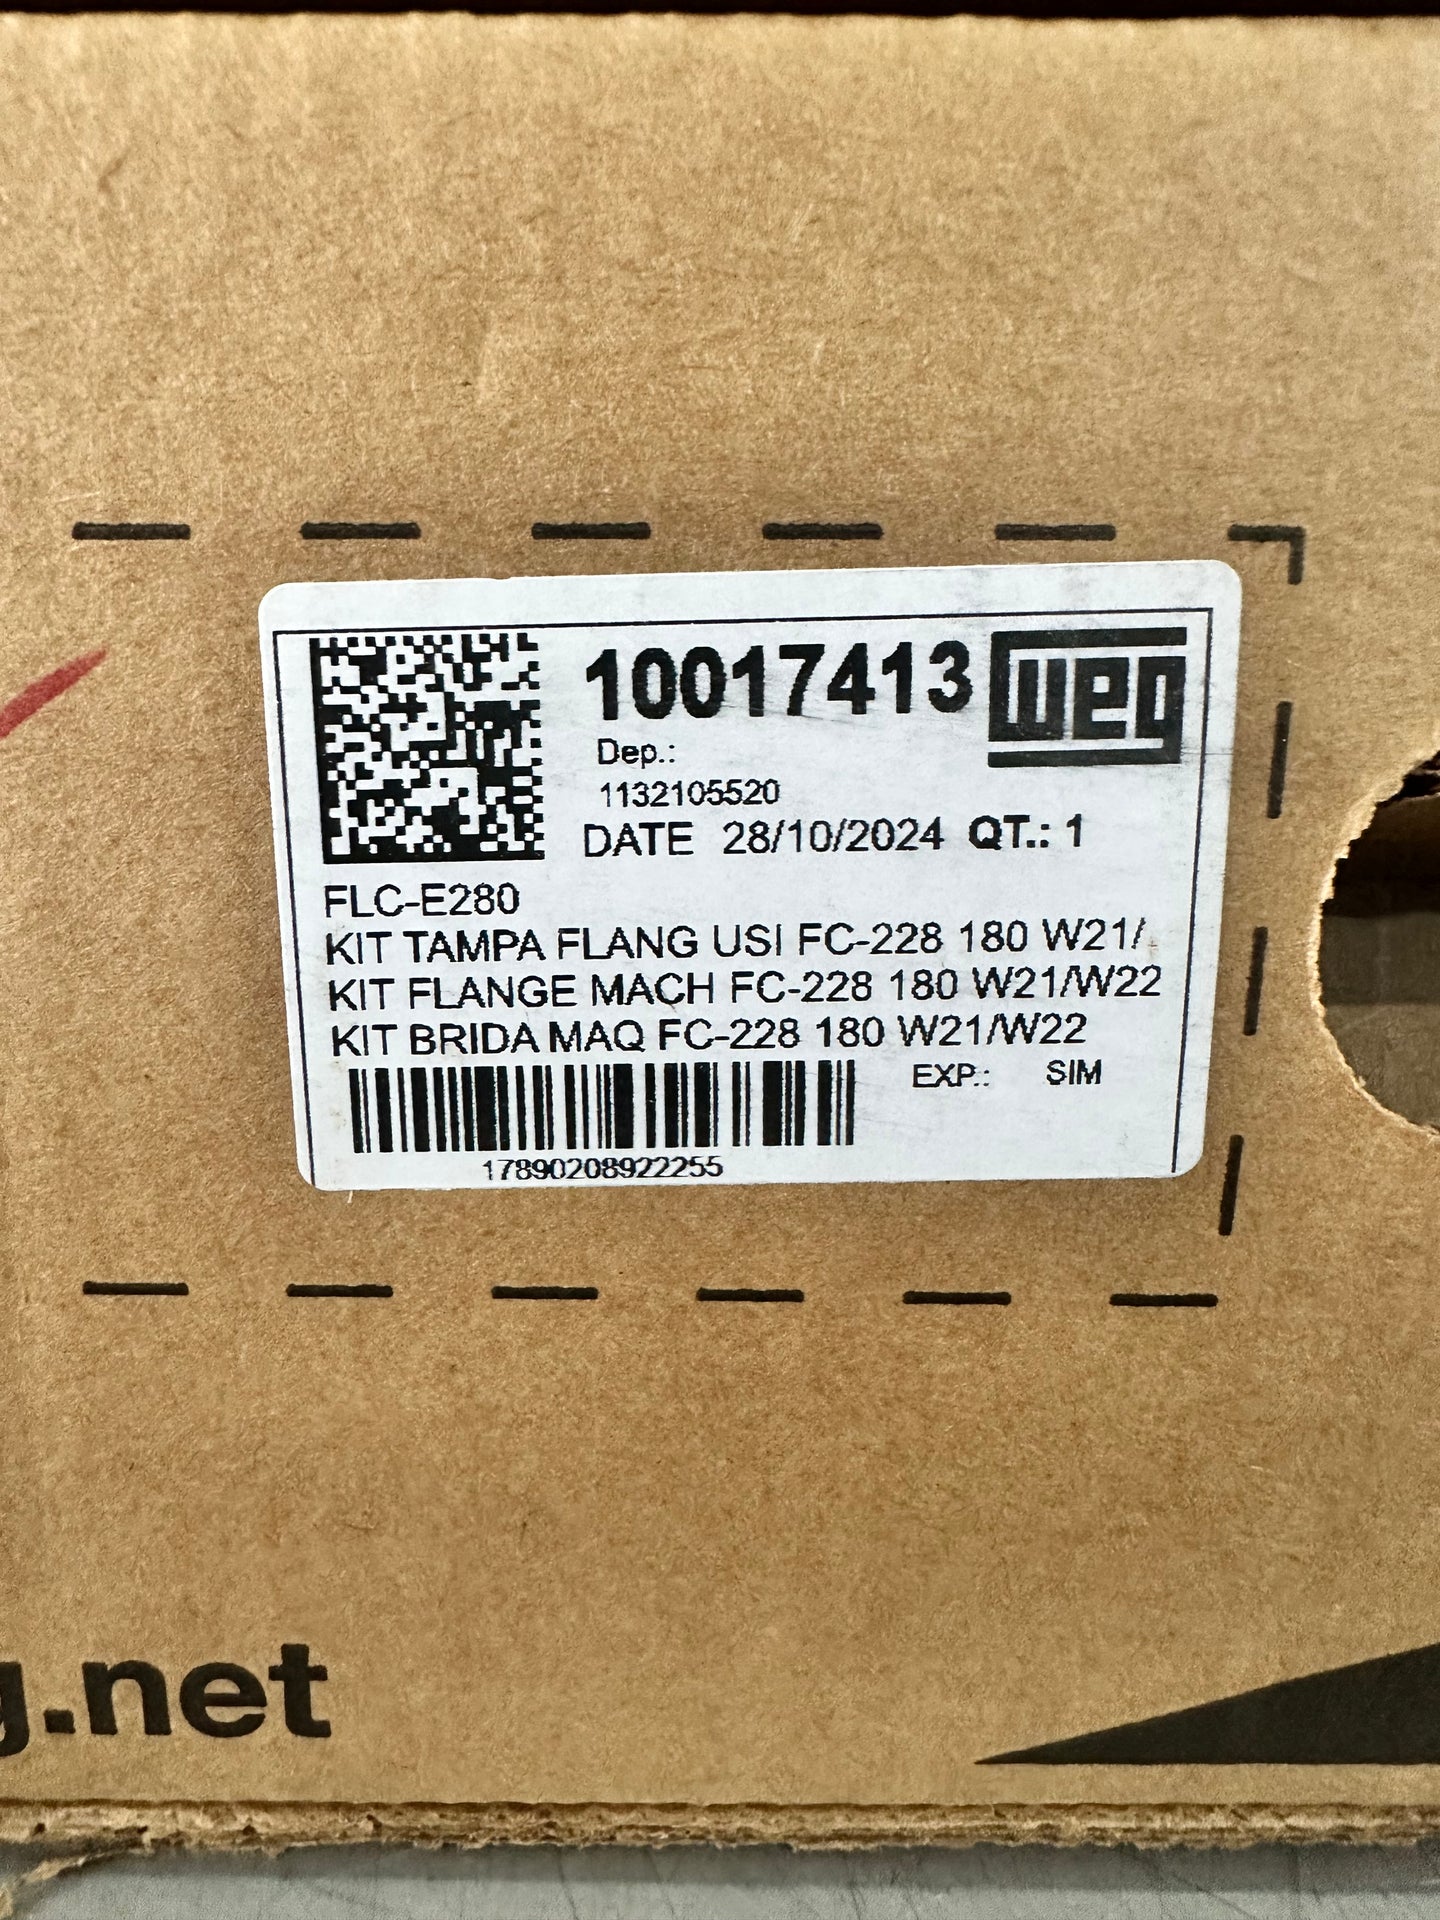 10017413
weg
Dep.:
1132105520
DATE 28/10/2024 QT.: 1
FLC-E280
KIT TAMPA FLANG USI FC-228 180 W21/
KIT FLANGE MACH FC-228 180 W21/W22
KIT BRIDA MAQ FC-228 180 W21/W22
EXP.: SIM
17890208922255
g.net